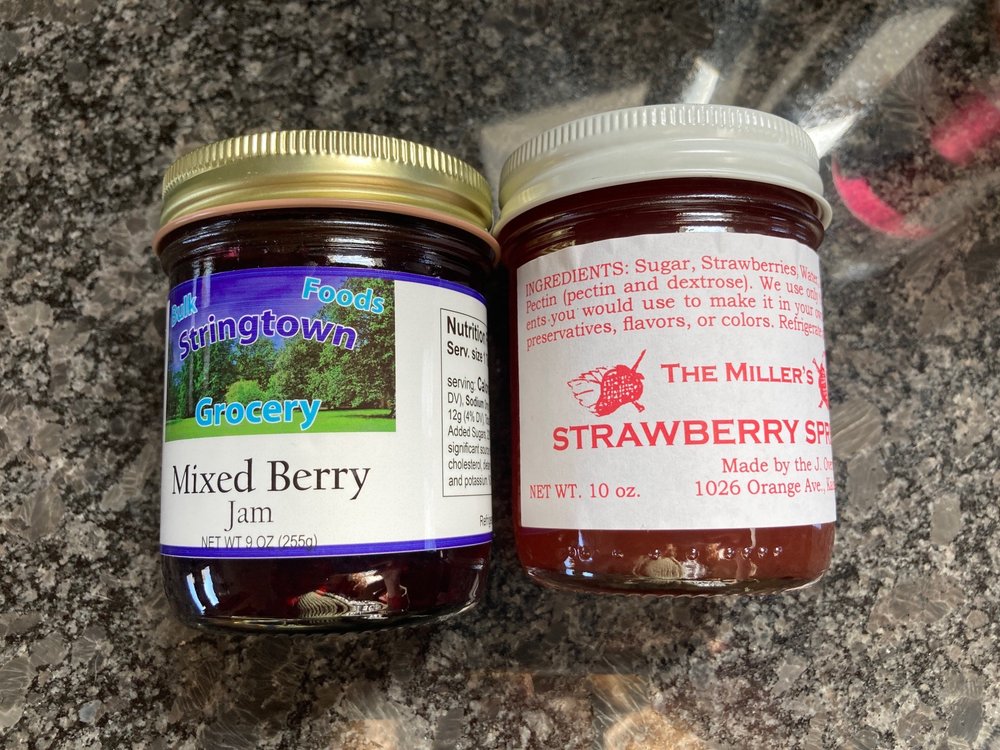 Bulk Foods
Stringtown
Grocery
Mixed Berry
Jam
NET WT 9 OZ (255g)
Nutrition
Serv. size
serving:
DV), Sodium
12g (4% DV)
Added Sugars,
significant
cholesterol,
and potassium.
INGREDIENTS: Sugar, Strawberries, Water
Pectin (pectin and dextrose). We use only
ents you would use to make it in your
preservatives, flavors, or colors. Refrigerate
THE MILLER'S
STRAWBERRY SPR
Made by the J.
NET WT. 10 oz.
1026 Orange Ave.,